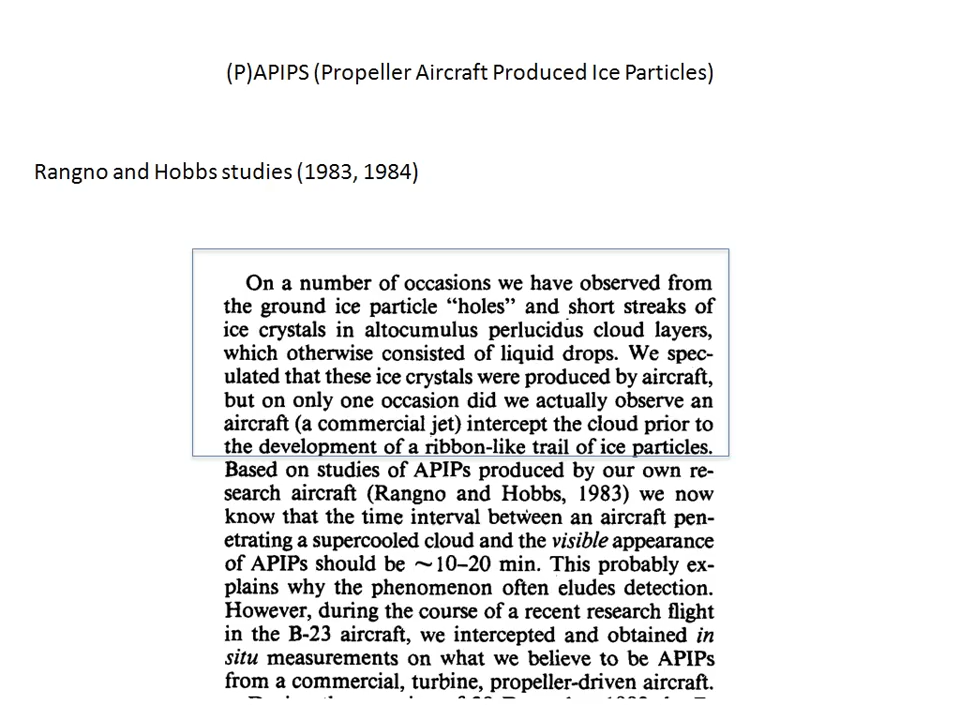 (P)APIPS (Propeller Aircraft Produced Ice Particles)
Rangno and Hobbs studies (1983, 1984)
On a number of occasions we have observed from
the ground ice particle “holes” and short streaks of
ice crystals in altocumulus perlucidus cloud layers,
which otherwise consisted of liquid drops. We spec-
ulated that these ice crystals were produced by aircraft,
but on only one occasion did we actually observe an
aircraft (a commercial jet) intercept the cloud prior to
the development of a ribbon-like trail of ice particles.
Based on studies of APIPs produced by our own re-
search aircraft (Rangno and Hobbs, 1983) we now
know that the time interval between an aircraft pen-
etrating a supercooled cloud and the visible appearance
of APIPs should be ~10–20 min. This probably ex-
plains why the phenomenon often eludes detection.
However, during the course of a recent research flight
in the B-23 aircraft, we intercepted and obtained in
situ measurements on what we believe to be APIPs
from a commercial, turbine, propeller-driven aircraft.